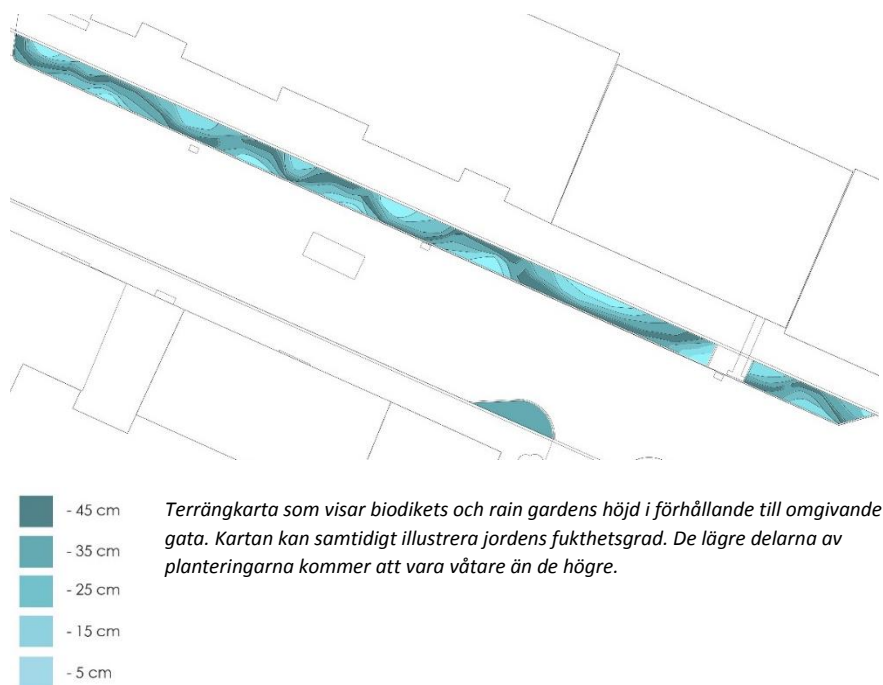 - 45 cm
- 35 cm
- 25 cm
- 15 cm
- 5 cm
Terrängkarta som visar biodikets och rain gardens höjd i förhållande till omgivande
gata. Kartan kan samtidigt illustrera jordens fukthetsgrad. De lägre delarna av
planteringarna kommer att vara våtare än de högre.